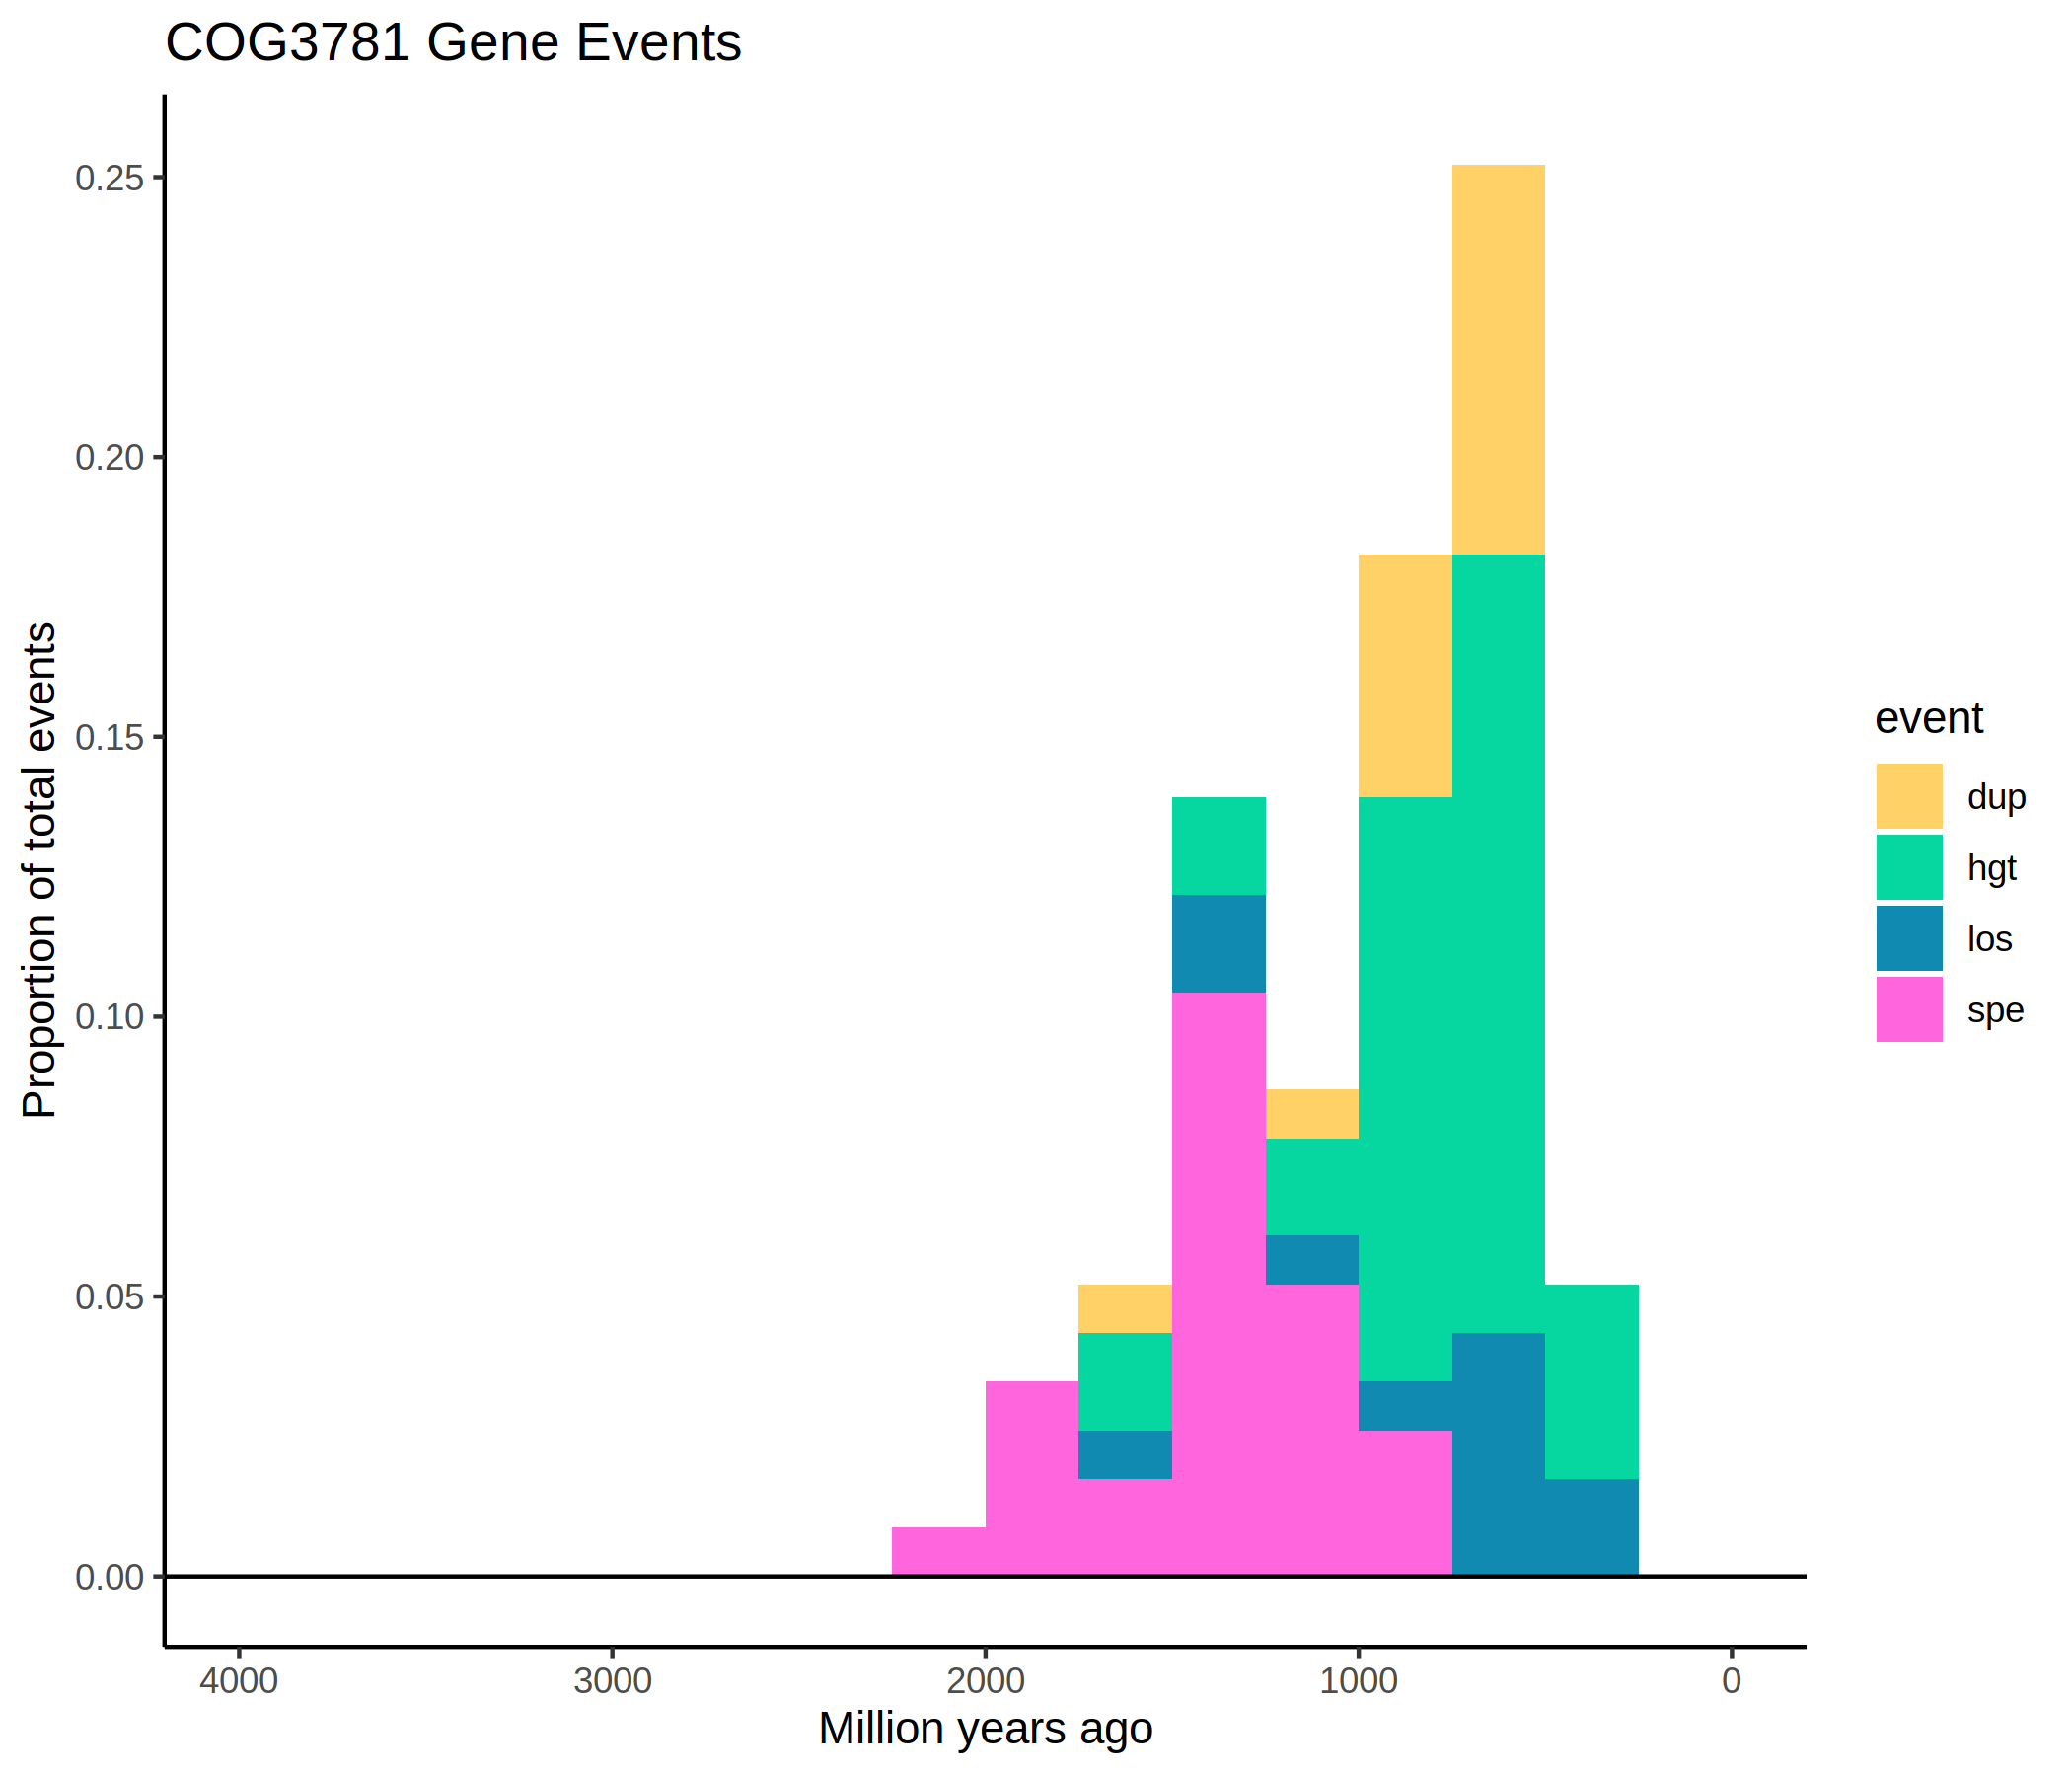 COG3781 Gene Events
Proportion of total events
0.25
0.20
0.15
0.10
0.05
0.00
4000 3000 2000 1000 0
Million years ago
event
dup
hgt
los
spe